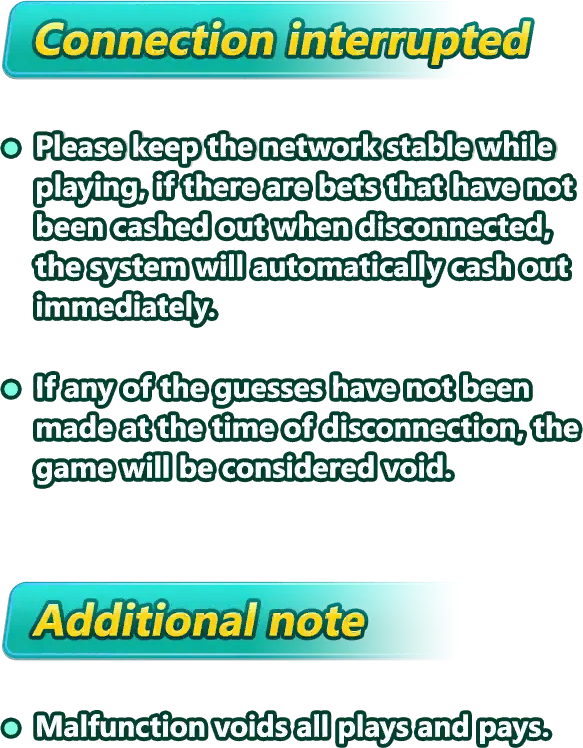 Connection interrupted
Please keep the network stable while
playing, if there are bets that have not
been cashed out when disconnected,
the system will automatically cash out
immediately.
If any of the guesses have not been
made at the time of disconnection, the
game will be considered void.
Additional note
Malfunction voids all plays and pays.